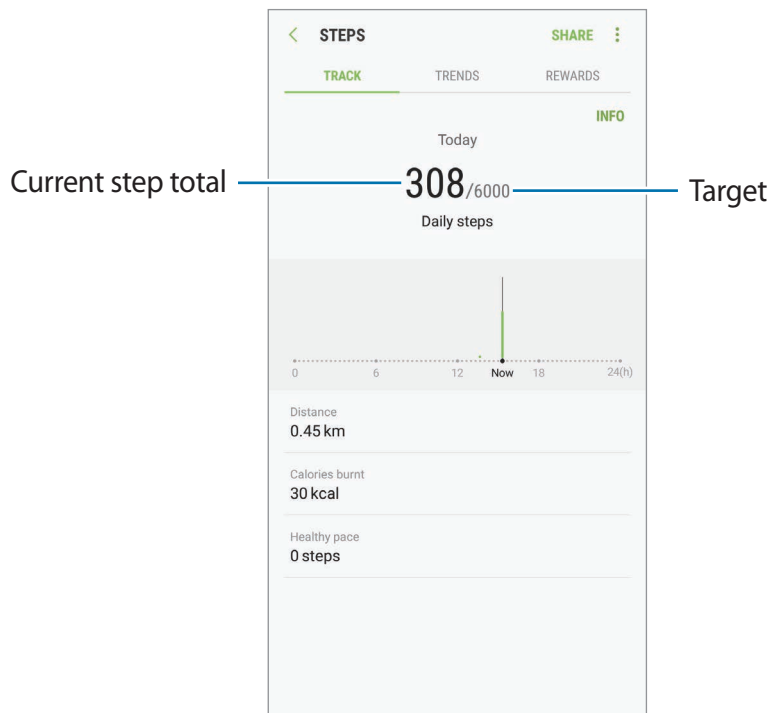 STEPS SHARE
TRACK TRENDS REWARDS
INFO
Today
Current step total 308/6000 Target
Daily steps
0 6 12 Now 18 24(h)
Distance
0.45 km
Calories burnt
30 kcal
Healthy pace
0 steps